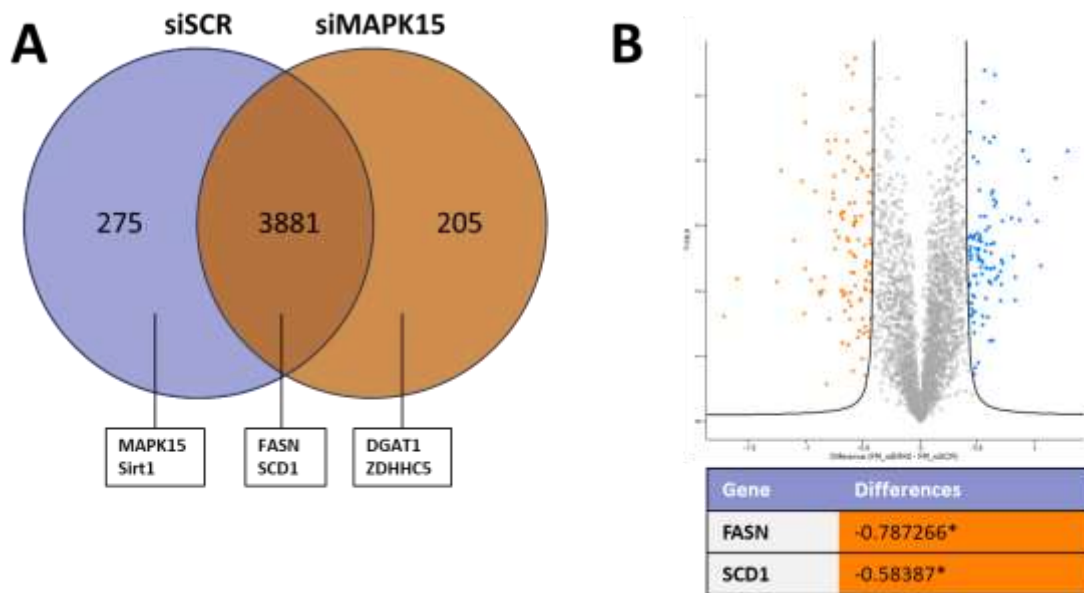 A
siSCR
siMAPK15
275
3881
205
MAPK15
Sirt1
FASN
SCD1
DGAT1
ZDHHC5
B
Gene Differences
FASN -0.787266*
SCD1 -0.58387*